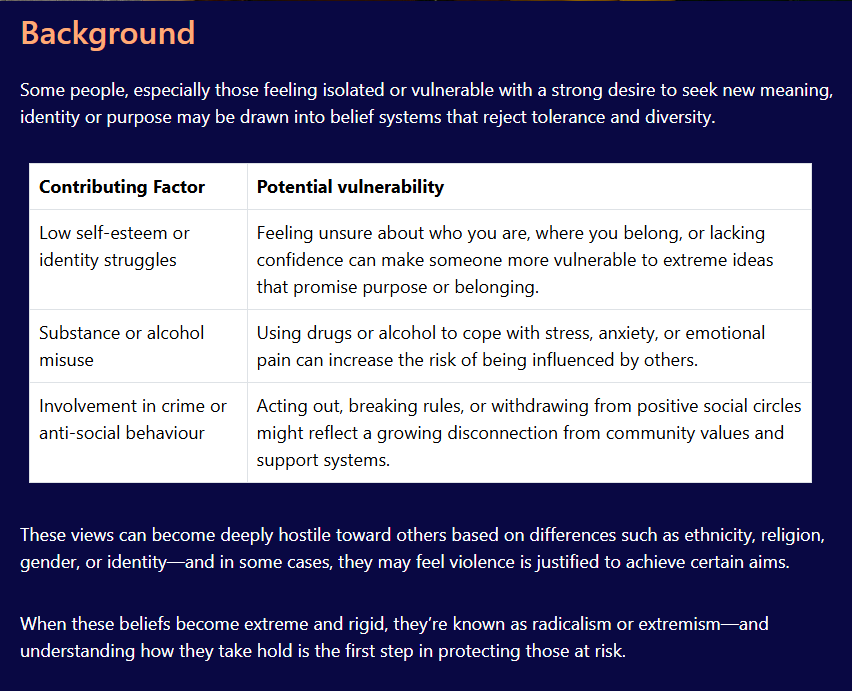 Background
Some people, especially those feeling isolated or vulnerable with a strong desire to seek new meaning,
identity or purpose may be drawn into belief systems that reject tolerance and diversity.
Contributing Factor
Potential vulnerability
Low self-esteem or
identity struggles
Feeling unsure about who you are, where you belong, or lacking
confidence can make someone more vulnerable to extreme ideas
that promise purpose or belonging.
Substance or alcohol
misuse
Using drugs or alcohol to cope with stress, anxiety, or emotional
pain can increase the risk of being influenced by others.
Involvement in crime or
anti-social behaviour
Acting out, breaking rules, or withdrawing from positive social circles
might reflect a growing disconnection from community values and
support systems.
These views can become deeply hostile toward others based on differences such as ethnicity, religion,
gender, or identity—and in some cases, they may feel violence is justified to achieve certain aims.
When these beliefs become extreme and rigid, they’re known as radicalism or extremism—and
understanding how they take hold is the first step in protecting those at risk.